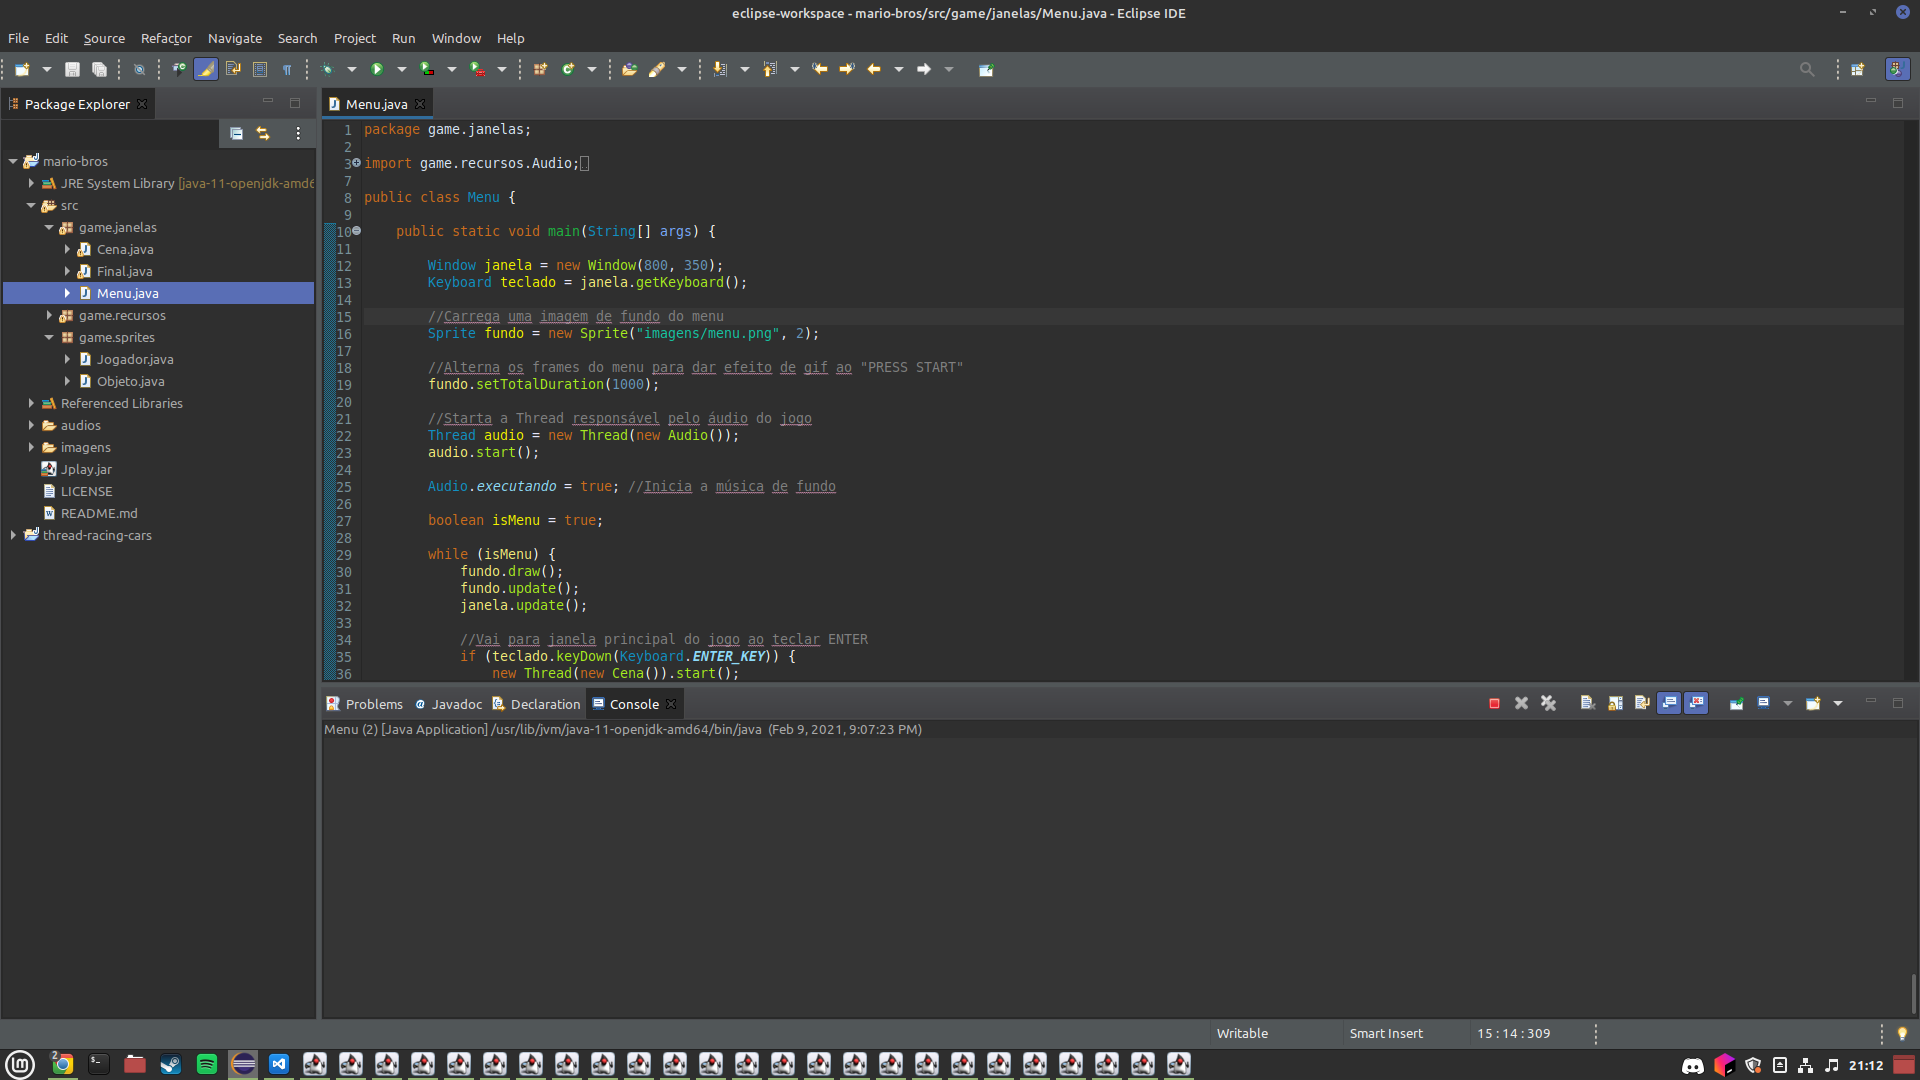 eclipse-workspace - mario-bros/src/game/janelas/Menu.java - Eclipse IDE
File Edit Source Refactor Navigate Search Project Run Window Help
Package Explorer
Menu.java
mario-bros
JRE System Library [java-11-openjdk-amd6
src
game.janelas
Cena.java
Final.java
Menu.java
game.recursos
game.sprites
Jogador.java
Objeto.java
Referenced Libraries
audios
imagens
Jplay.jar
LICENSE
README.md
thread-racing-cars
1 package game.janelas;
2
3 import game.recursos.Audio;
7
8 public class Menu {
9
10 public static void main(String[] args) {
11
12 Window janela = new Window(800, 350);
13 Keyboard teclado = janela.getKeyboard();
14
15 //Carrega uma imagem de fundo do menu
16 Sprite fundo = new Sprite("imagens/menu.png", 2);
17
18 //Alterna os frames do menu para dar efeito de gif ao "PRESS START"
19 fundo.setTotalDuration(1000);
20
21 //Starta a Thread responsável pelo áudio do jogo
22 Thread audio = new Thread(new Audio());
23 audio.start();
24
25 Audio.executando = true; //Inicia a música de fundo
26
27 boolean isMenu = true;
28
29 while (isMenu) {
30 fundo.draw();
31 fundo.update();
32 janela.update();
33
34 //Vai para janela principal do jogo ao teclar ENTER
35 if (teclado.keyDown(Keyboard.ENTER_KEY)) {
36 new Thread(new Cena()).start();
Problems Javadoc Declaration Console
Menu (2) [Java Application] /usr/lib/jvm/java-11-openjdk-amd64/bin/java (Feb 9, 2021, 9:07:23 PM)
Writable Smart Insert 15 : 14 : 309
2
21:12